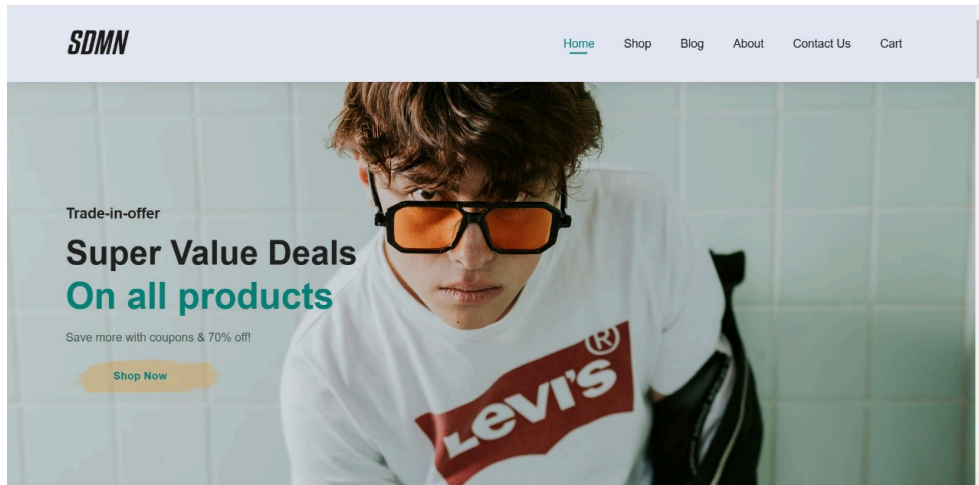 SDMN
Home Shop Blog About Contact Us Cart
Trade-in-offer
Super Value Deals
On all products
Save more with coupons & 70% off!
Shop Now
LEVI'S®